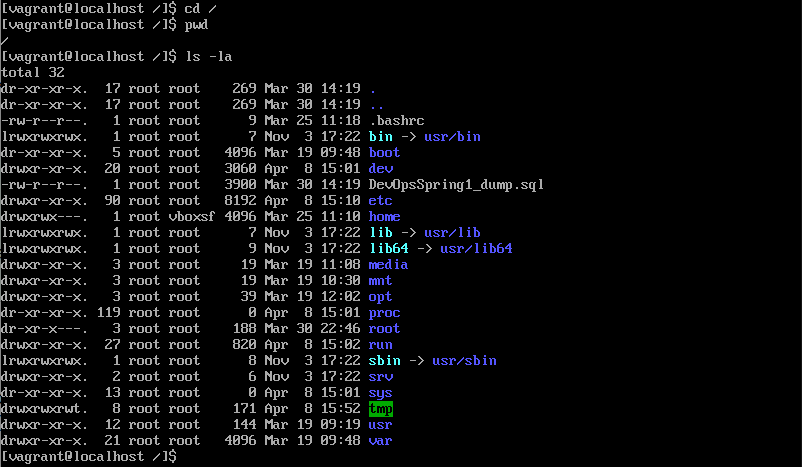 [vagrant@localhost /]$ cd /
[vagrant@localhost /]$ pwd
/
[vagrant@localhost /]$ ls -la
total 32
dr-xr-xr-x.  17 root root    269 Mar 30 14:19 .
dr-xr-xr-x.  17 root root    269 Mar 30 14:19 ..
-rw-r--r--.   1 root root      9 Mar 25 11:18 .bashrc
lrwxrwxrwx.   1 root root      7 Nov  3 17:22 bin -> usr/bin
dr-xr-xr-x.   5 root root   4096 Mar 19 09:48 boot
drwxr-xr-x.  20 root root   3060 Apr  8 15:01 dev
-rw-r--r--.   1 root root   3900 Mar 30 14:19 DevOpsSpring1_dump.sql
drwxr-xr-x.  90 root root   8192 Apr  8 15:10 etc
drwxrwx---.   1 root vboxsf 4096 Mar 25 11:10 home
lrwxrwxrwx.   1 root root      7 Nov  3 17:22 lib -> usr/lib
lrwxrwxrwx.   1 root root      9 Nov  3 17:22 lib64 -> usr/lib64
drwxr-xr-x.   3 root root     19 Mar 19 11:08 media
drwxr-xr-x.   3 root root     19 Mar 19 10:30 mnt
drwxr-xr-x.   3 root root     39 Mar 19 12:02 opt
dr-xr-xr-x. 119 root root      0 Apr  8 15:01 proc
dr-xr-x---.   3 root root    188 Mar 30 22:46 root
drwxr-xr-x.  27 root root    820 Apr  8 15:02 run
lrwxrwxrwx.   1 root root      8 Nov  3 17:22 sbin -> usr/sbin
drwxr-xr-x.   2 root root      6 Nov  3 17:22 srv
dr-xr-xr-x.  13 root root      0 Apr  8 15:01 sys
drwxrwxrwt.   8 root root    171 Apr  8 15:52 tmp
drwxr-xr-x.  12 root root    144 Mar 19 09:19 usr
drwxr-xr-x.  21 root root   4096 Mar 19 09:48 var
[vagrant@localhost /]$